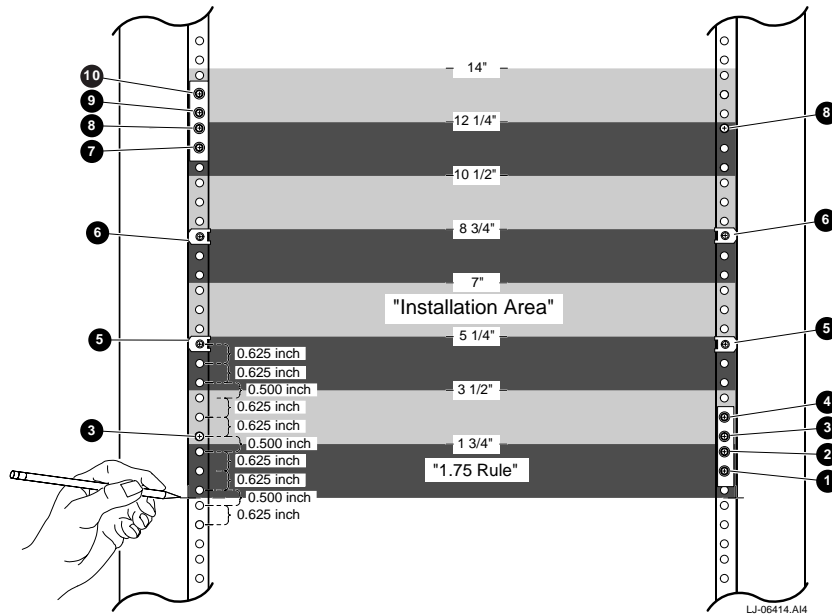 14"
10
9
8
7
12 1/4"
8
10 1/2"
6
8 3/4"
6
7"
"Installation Area"
5
5 1/4"
5
0.625 inch
0.625 inch
0.500 inch
3 1/2"
0.625 inch
4
0.625 inch
3
3
0.500 inch
1 3/4"
2
0.625 inch
"1.75 Rule"
1
0.625 inch
0.500 inch
0.625 inch
LJ-06414.AI4